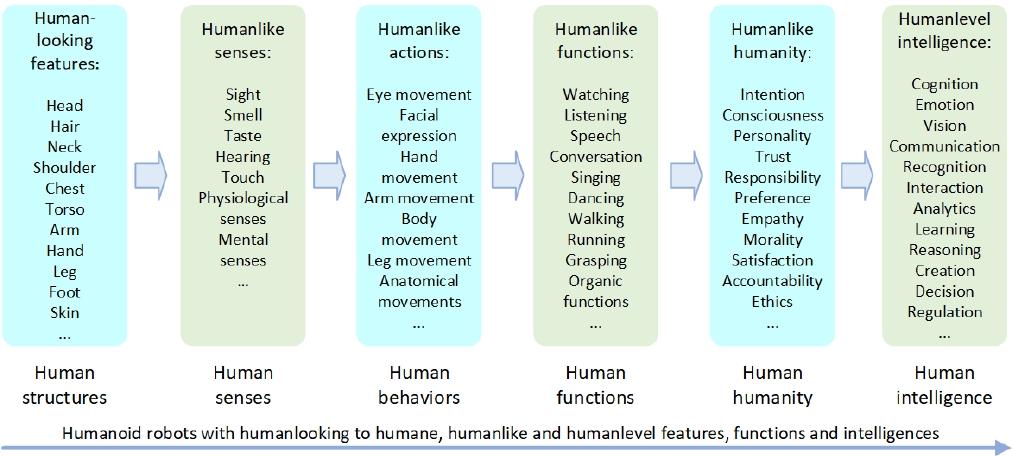 Human-
looking
features:
Head
Hair
Neck
Shoulder
Chest
Torso
Arm
Hand
Leg
Foot
Skin
...
Humanlike
senses:
Sight
Smell
Taste
Hearing
Touch
Physiological
senses
Mental
senses
...
Humanlike
actions:
Eye movement
Facial
expression
Hand
movement
Arm movement
Body
movement
Leg movement
Anatomical
movements
...
Humanlike
functions:
Watching
Listening
Speech
Conversation
Singing
Dancing
Walking
Running
Grasping
Organic
functions
...
Humanlike
humanity:
Intention
Consciousness
Personality
Trust
Responsibility
Preference
Empathy
Morality
Satisfaction
Accountability
Ethics
...
Humanlevel
intelligence:
Cognition
Emotion
Vision
Communication
Recognition
Interaction
Analytics
Learning
Reasoning
Creation
Decision
Regulation
...
Human
structures
Human
senses
Human
behaviors
Human
functions
Human
humanity
Human
intelligence
Humanoid robots with humanlooking to humane, humanlike and humanlevel features, functions and intelligences